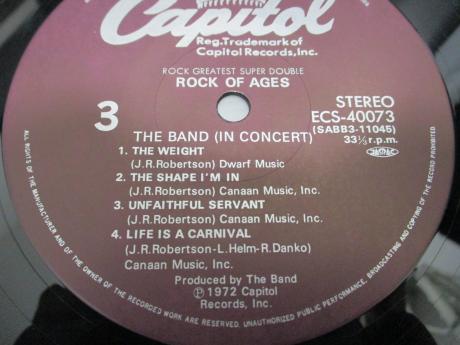 Capitol
Reg. Trademark of
Capitol Records, Inc.
ROCK GREATEST SUPER DOUBLE
ROCK OF AGES
3
STEREO
ECS-40073
(SABB3-11045)
33⅓ r.p.m.
THE BAND (IN CONCERT)
1. THE WEIGHT
(J.R.Robertson) Dwarf Music
2. THE SHAPE I'M IN
(J.R.Robertson) Canaan Music, Inc.
3. UNFAITHFUL SERVANT
(J.R.Robertson) Canaan Music, Inc.
4. LIFE IS A CARNIVAL
(J.R.Robertson-L.Helm-R.Danko)
Canaan Music, Inc.
Produced by The Band
Ⓟ1972 Capitol
Records, Inc.
ALL RIGHTS OF THE MANUFACTURER AND OF THE OWNER OF THE RECORDED WORK ARE RESERVED. UNAUTHORIZED PUBLIC PERFORMANCE, BROADCASTING AND COPYING OF THE RECORD PROHIBITED